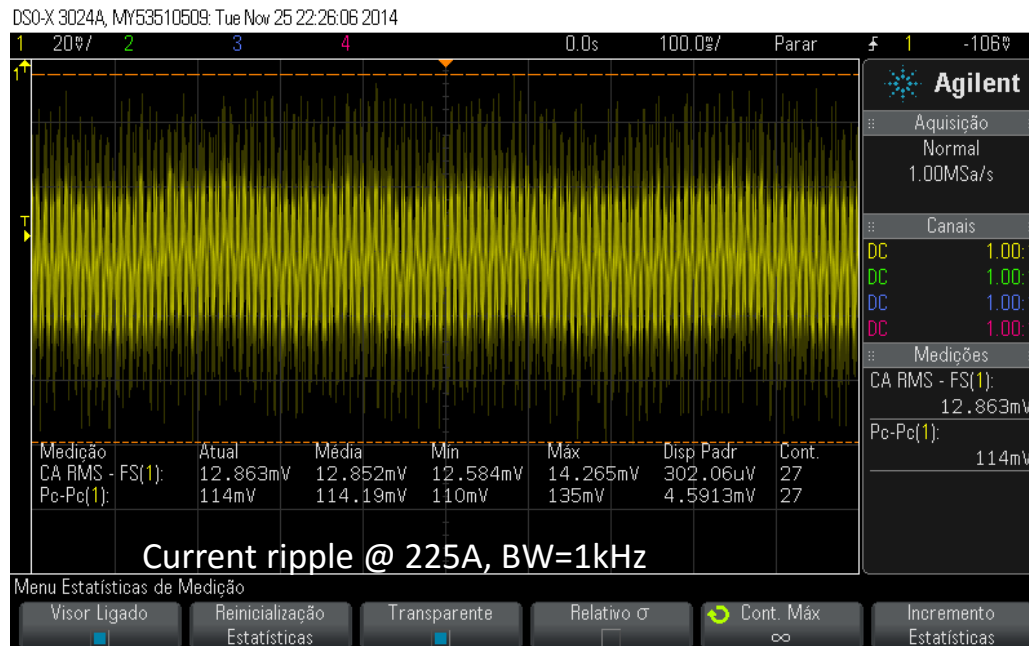 DSO-X 3024A, MY53510509: Tue Nov 25 22:26:06 2014
1 20▿/ 2 3 4 0.0s 100.0▿/ Parar 1 -106▿
1
T
Agilent
Aquisição
Normal
1.00MSa/s
Canais
DC 1.00:
DC 1.00:
DC 1.00:
DC 1.00:
Medições
CA RMS - FS(1):
12.863mV
Pc-Pc(1):
114mV
Medição Atual Média Mín Máx Disp Padr Cont.
CA RMS - FS(1): 12.863mV 12.852mV 12.584mV 14.265mV 302.06uV 27
Pc-Pc(1): 114mV 114.19mV 110mV 135mV 4.5913mV 27
Current ripple @ 225A, BW=1kHz
Menu Estatísticas de Medição
Visor Ligado Reinicialização Transparente Relativo σ Cont. Máx Incremento
Estatísticas ∞ Estatísticas